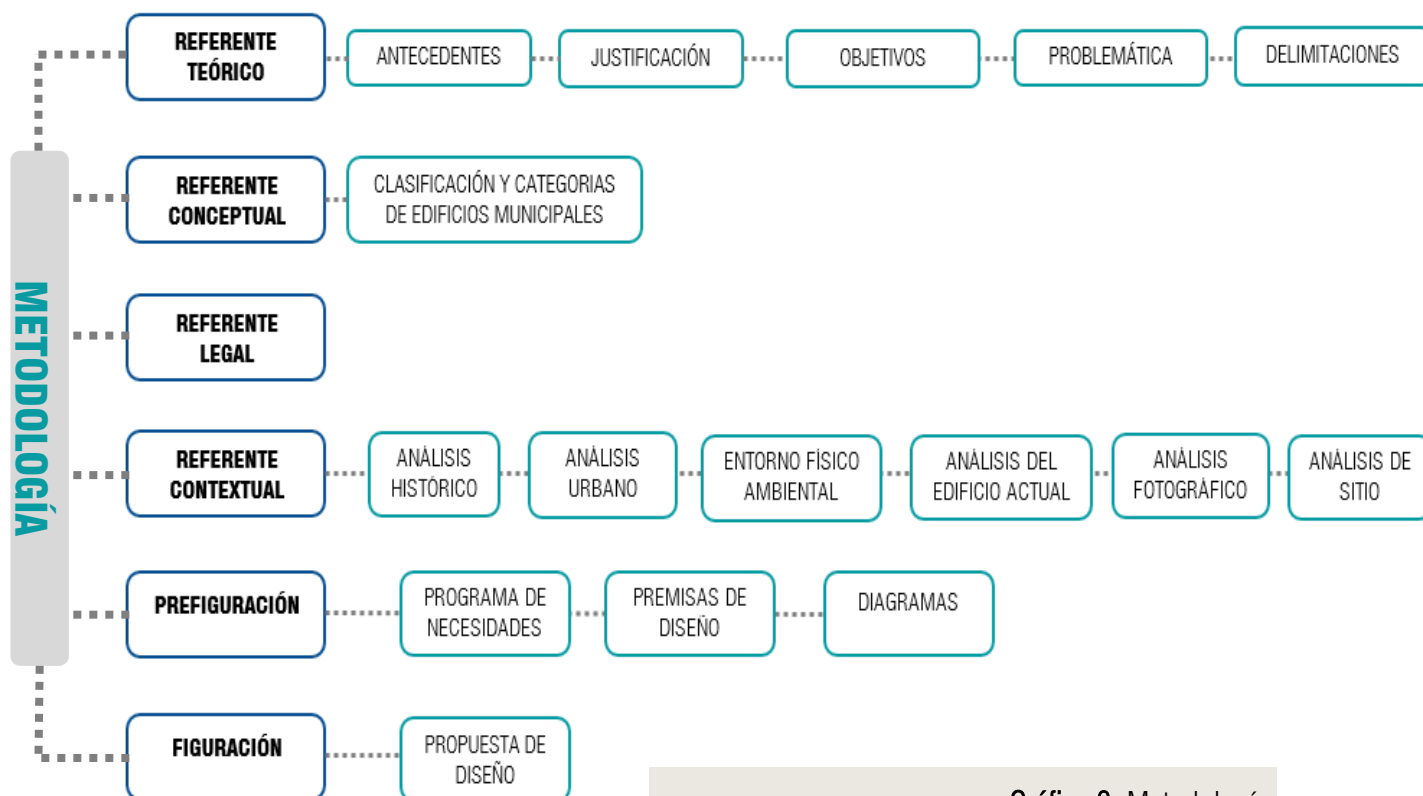 METODOLOGÍA
REFERENTE
TEÓRICO
ANTECEDENTES
JUSTIFICACIÓN
OBJETIVOS
PROBLEMÁTICA
DELIMITACIONES
REFERENTE
CONCEPTUAL
CLASIFICACIÓN Y CATEGORIAS
DE EDIFICIOS MUNICIPALES
REFERENTE
LEGAL
REFERENTE
CONTEXTUAL
ANÁLISIS
HISTÓRICO
ANÁLISIS
URBANO
ENTORNO FÍSICO
AMBIENTAL
ANÁLISIS DEL
EDIFICIO ACTUAL
ANÁLISIS
FOTOGRÁFICO
ANÁLISIS DE
SITIO
PREFIGURACIÓN
PROGRAMA DE
NECESIDADES
PREMISAS DE
DISEÑO
DIAGRAMAS
FIGURACIÓN
PROPUESTA DE
DISEÑO